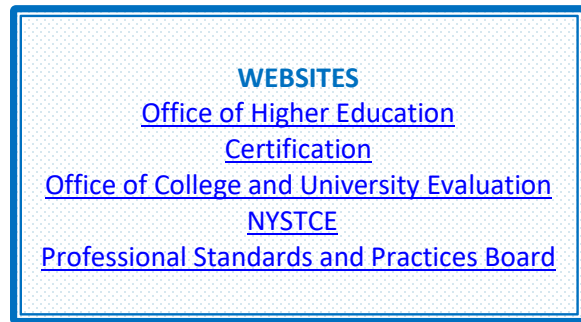 WEBSITES
Office of Higher Education
Certification
Office of College and University Evaluation
NYSTCE
Professional Standards and Practices Board